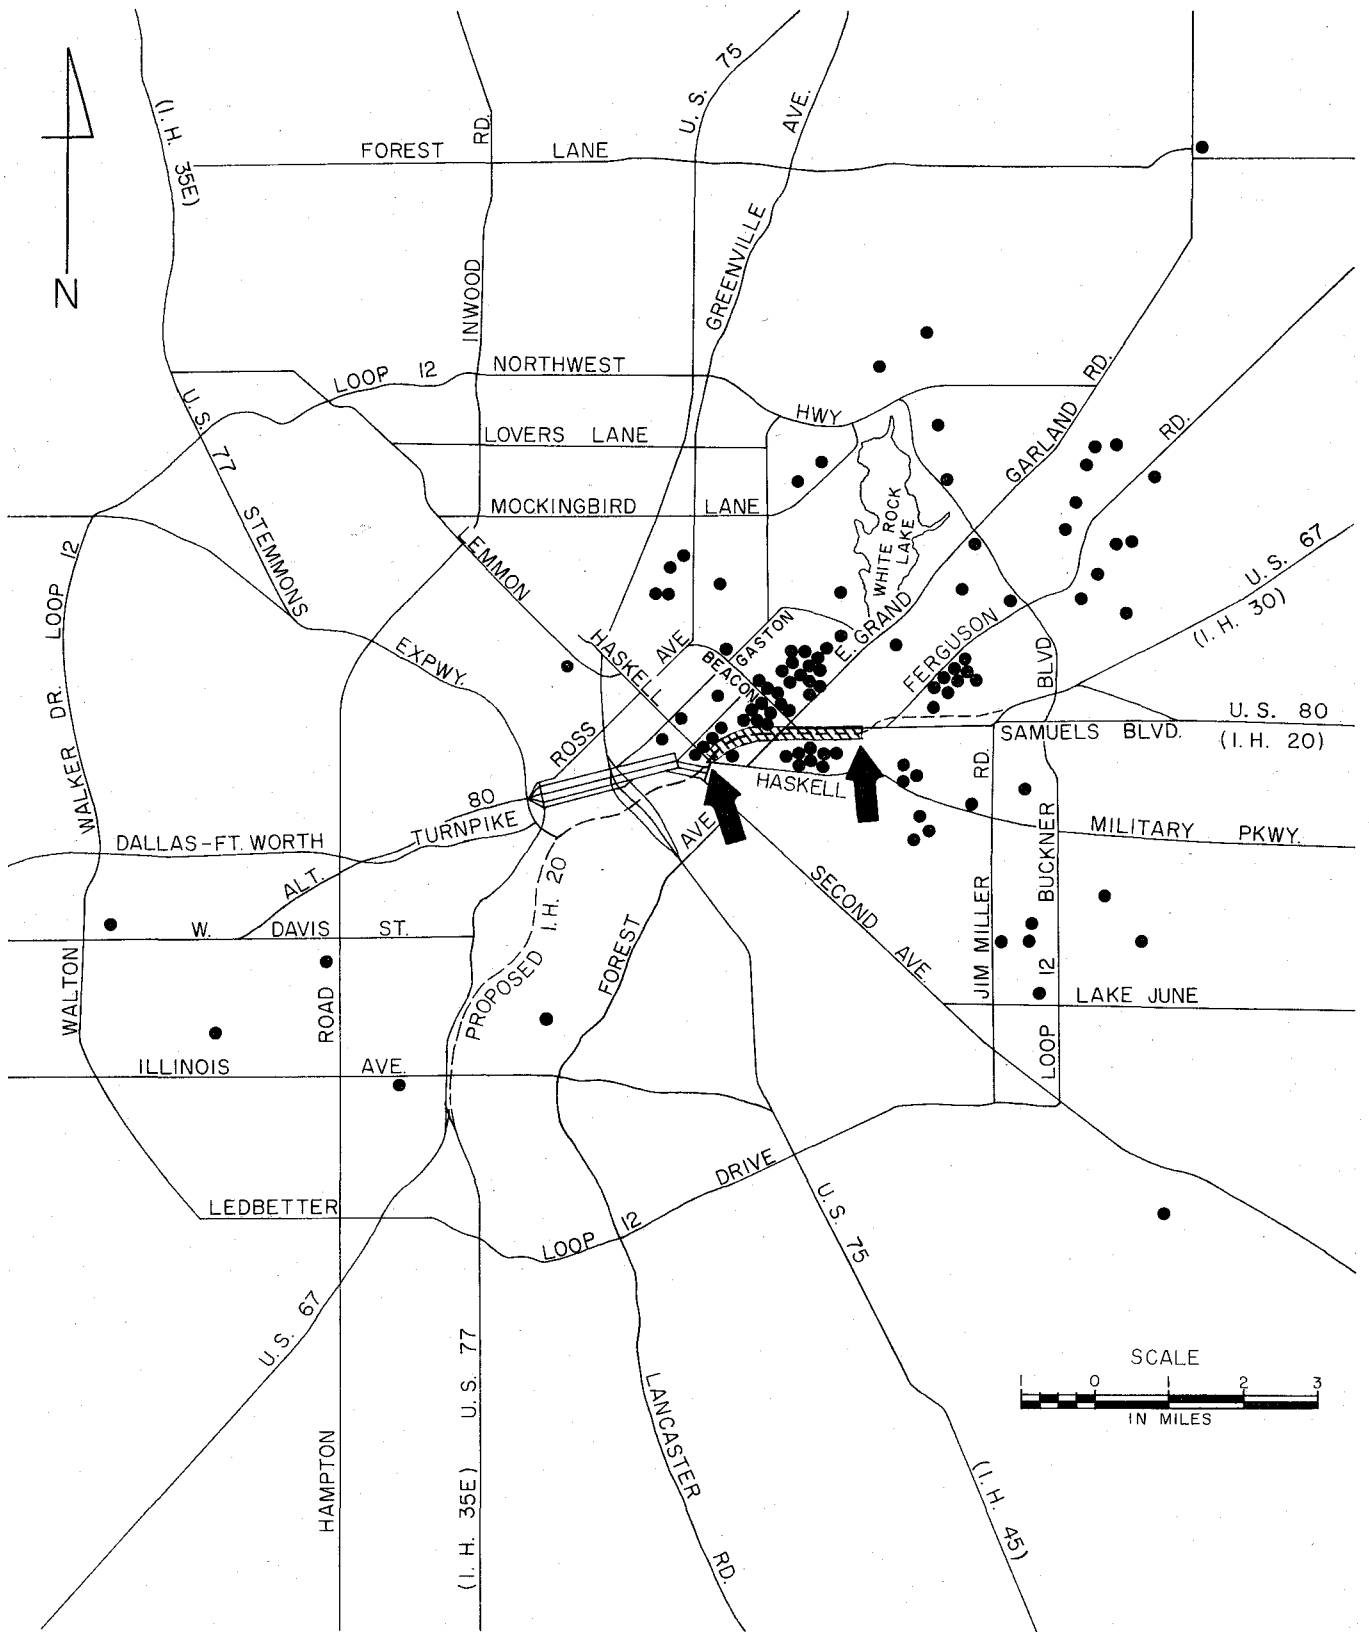 U. S. 75
(I. H. 35E)
FOREST LANE
INWOOD RD.
GREENVILLE AVE.
N
LOOP 12
NORTHWEST HWY
U. S. 77
STEMMONS
EXPWY.
LOVERS LANE
MOCKINGBIRD LANE
LEMMON
HASKELL
WHITE ROCK
LAKE
GARLAND RD.
E. GRAND
FERGUSON RD.
U. S. 67
(I. H. 30)
WALTON WALKER DR. LOOP 12
ROSS AVE
GASTON
BEACON
BLVD
U. S. 80
SAMUELS BLVD.
(I. H. 20)
HASKELL
AVE
80
DALLAS-FT. WORTH TURNPIKE
ALT.
MILITARY PKWY.
SECOND AVE.
JIM MILLER RD.
LOOP 12 BUCKNER
W. DAVIS ST.
PROPOSED I.H. 20
FOREST
LAKE JUNE
ROAD
ILLINOIS AVE.
LEDBETTER
LOOP 12
DRIVE
U. S. 75
U.S. 67
HAMPTON
(I. H. 35E) U. S. 77
LANCASTER RD.
(I. H. 45)
SCALE
1 0 1 2 3
IN MILES